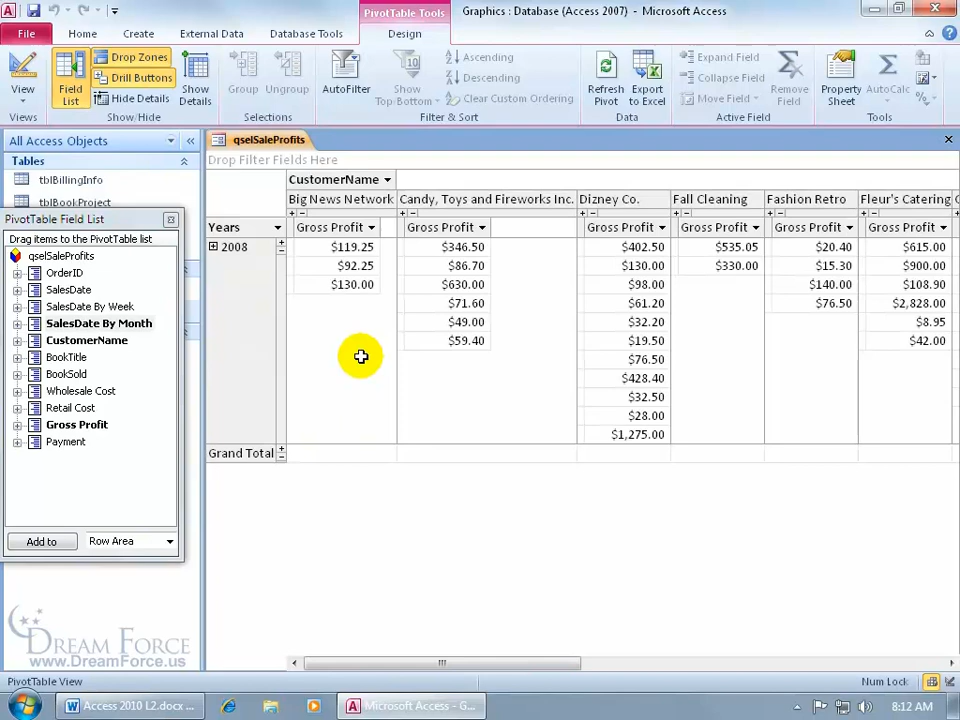 Graphics : Database (Access 2007) - Microsoft Access
PivotTable Tools
File
Home
Create
External Data
Database Tools
Design
View
Views
Field List
Drop Zones
Drill Buttons
Hide Details
Show Details
Show/Hide
Group
Ungroup
Selections
AutoFilter
Show Top/Bottom
Ascending
Descending
Clear Custom Ordering
Filter & Sort
Refresh Pivot
Export to Excel
Data
Expand Field
Collapse Field
Move Field
Remove Field
Active Field
Property Sheet
AutoCalc
Tools
All Access Objects
Tables
tblBillingInfo
tblBookProject
PivotTable Field List
Drag items to the PivotTable list
qselSaleProfits
OrderID
SalesDate
SalesDate By Week
SalesDate By Month
CustomerName
BookTitle
BookSold
Wholesale Cost
Retail Cost
Gross Profit
Payment
Add to
Row Area
DREAM FORCE
www.DreamForce.us
qselSaleProfits
Drop Filter Fields Here
CustomerName
Big News Network Candy, Toys and Fireworks Inc. Dizney Co. Fall Cleaning Fashion Retro Fleur's Catering
Years Gross Profit Gross Profit Gross Profit Gross Profit Gross Profit Gross Profit
2008 $119.25 $346.50 $402.50 $535.05 $20.40 $615.00
$92.25 $86.70 $130.00 $330.00 $15.30 $900.00
$130.00 $630.00 $98.00 $140.00 $108.90
$71.60 $61.20 $76.50 $2,828.00
$49.00 $32.20 $8.95
$59.40 $19.50 $42.00
$76.50
$428.40
$32.50
$28.00
$1,275.00
Grand Total
PivotTable View
Num Lock
Access 2010 L2.docx ...
Microsoft Access - G...
8:12 AM